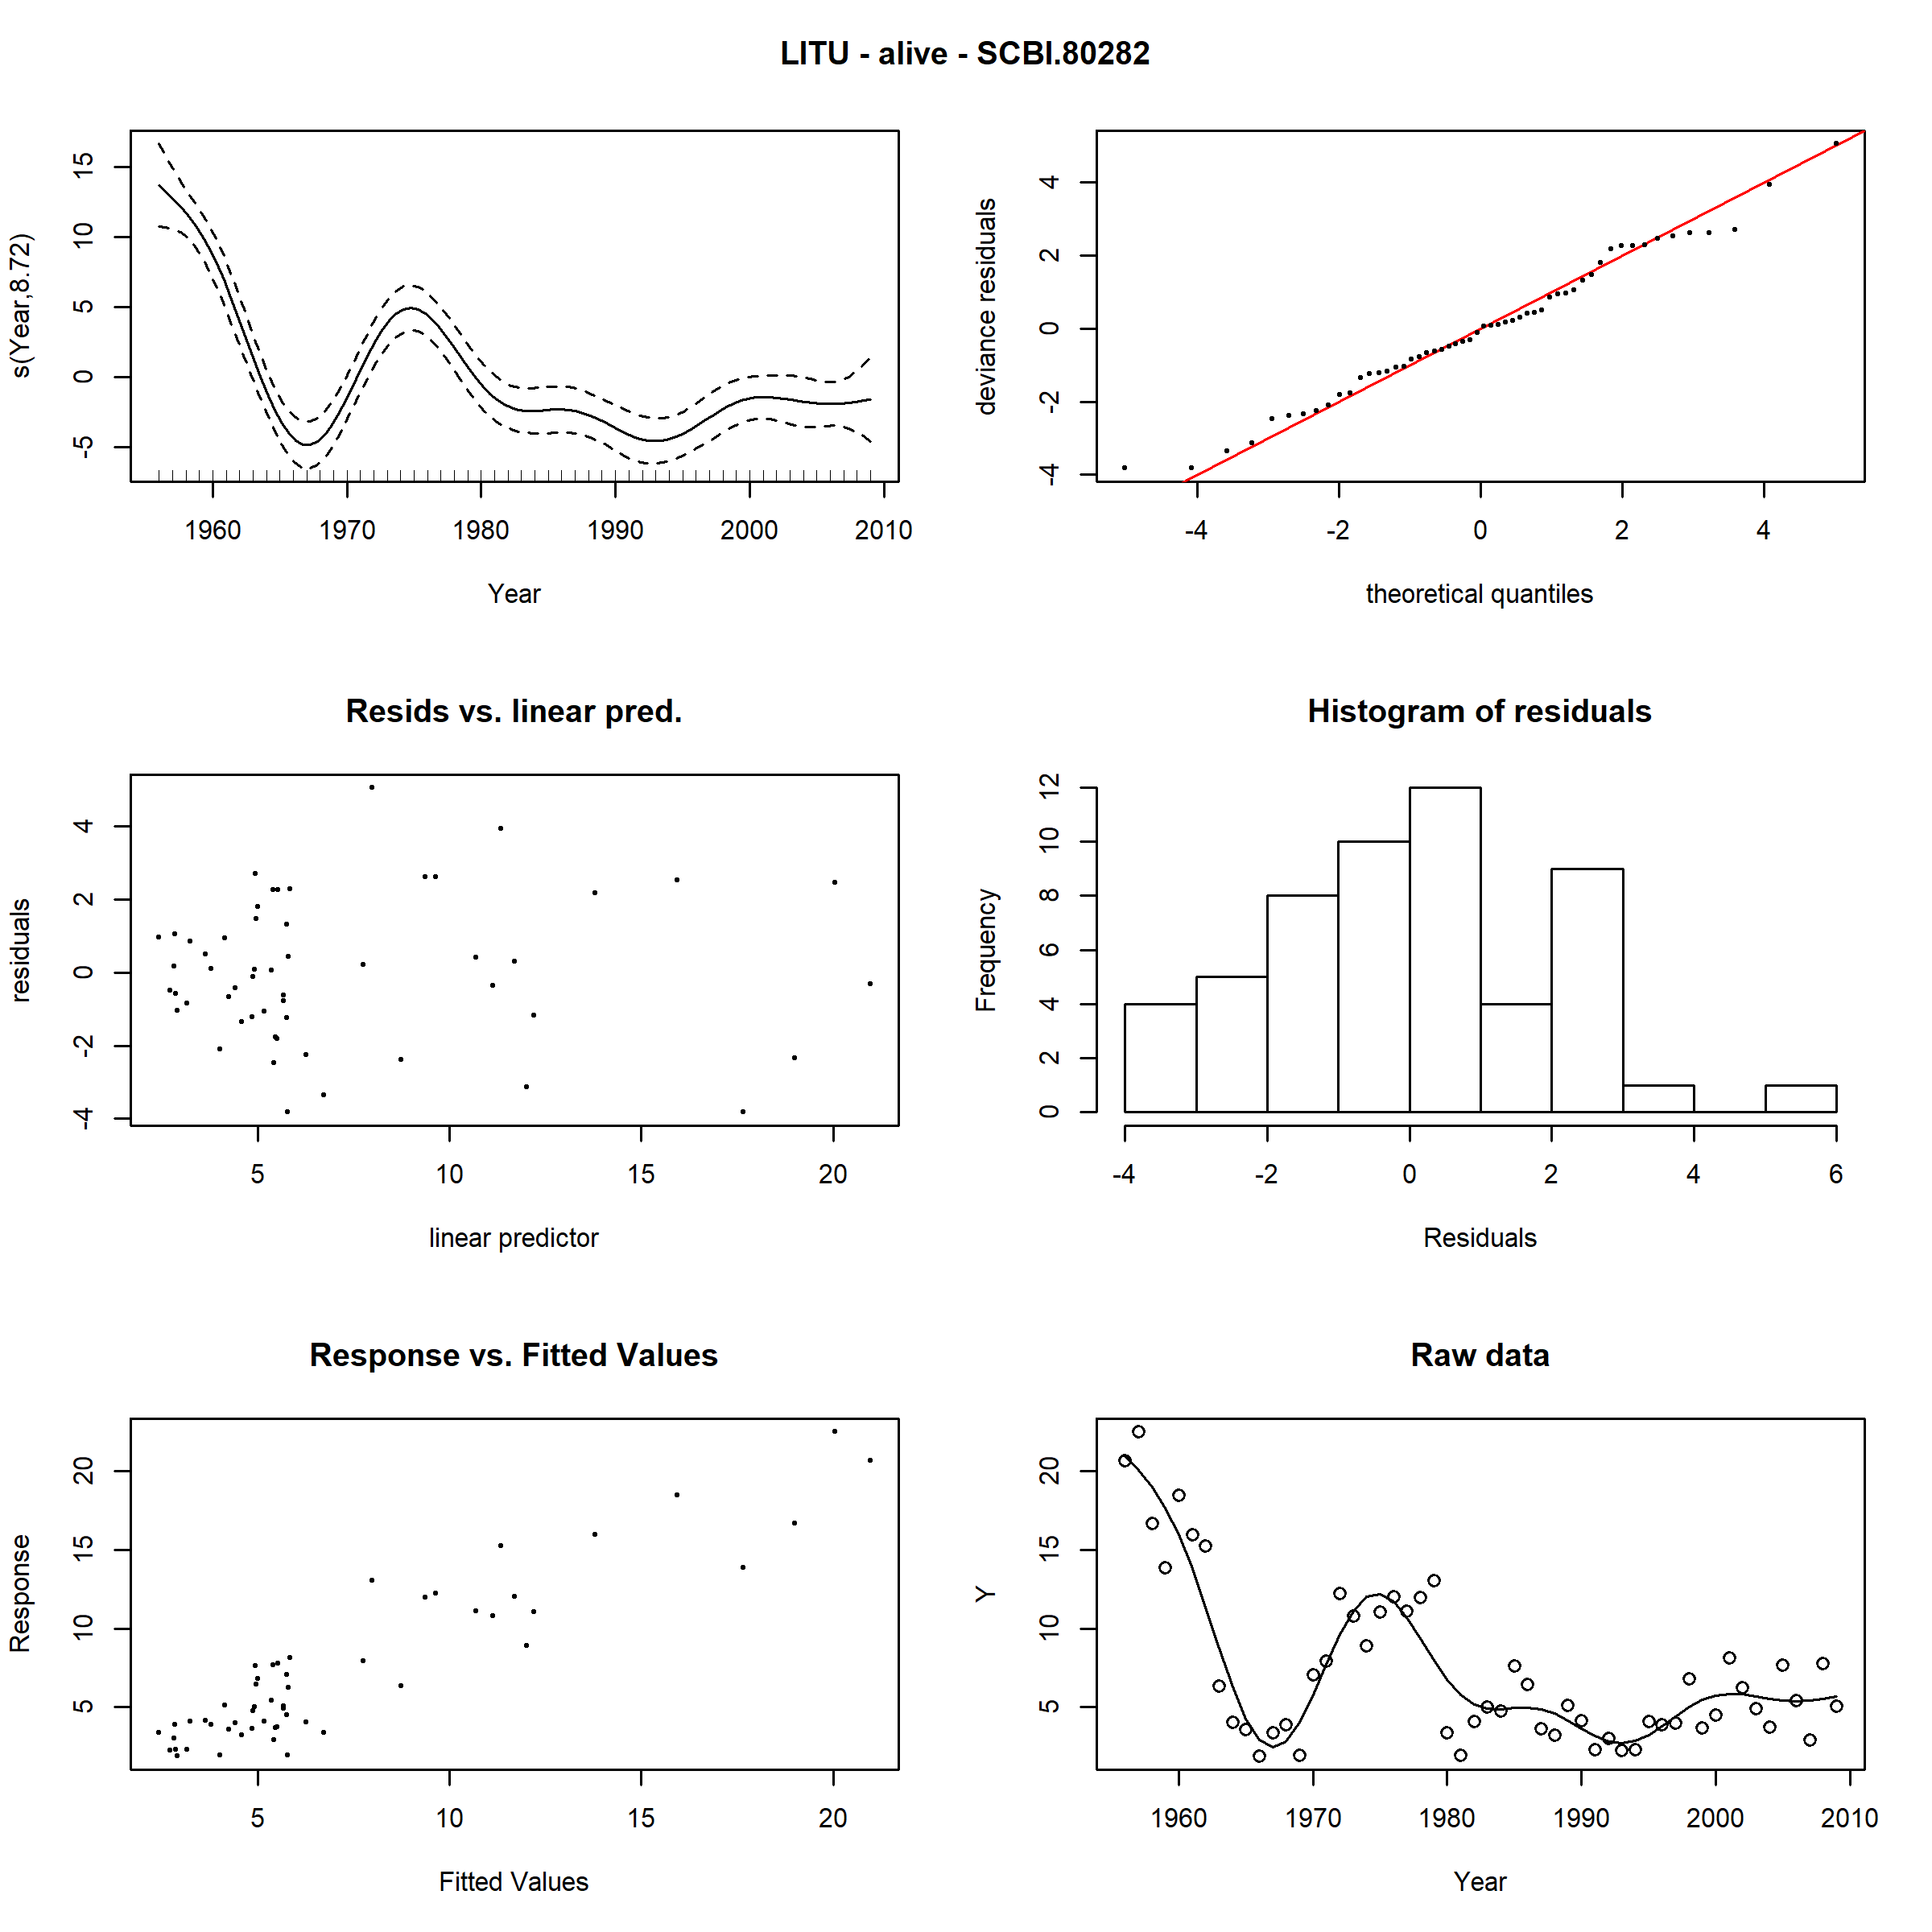 LITU - alive - SCBI.80282
s(Year,8.72)
-5 0 5 10 15
1960 1970 1980 1990 2000 2010
Year
deviance residuals
-4 -2 0 2 4
-4 -2 0 2 4
theoretical quantiles
Resids vs. linear pred.
residuals
-4 -2 0 2 4
5 10 15 20
linear predictor
Histogram of residuals
Frequency
0 2 4 6 8 10 12
-4 -2 0 2 4 6
Residuals
Response vs. Fitted Values
Response
5 10 15 20
5 10 15 20
Fitted Values
Raw data
Y
5 10 15 20
1960 1970 1980 1990 2000 2010
Year